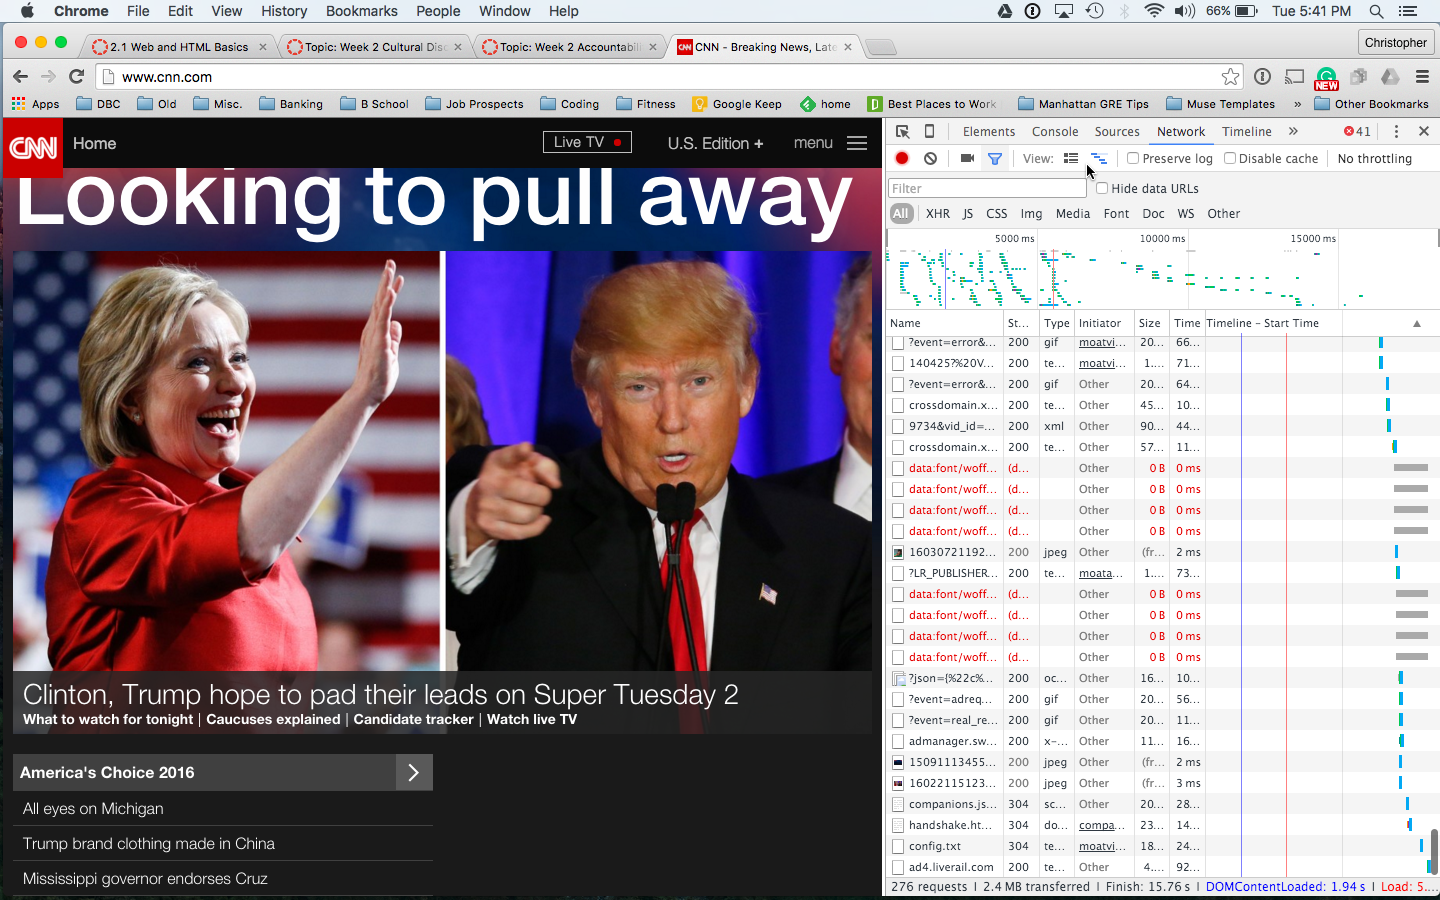 Chrome File Edit View History Bookmarks People Window Help 66% Tue 5:41 PM
2.1 Web and HTML Basics Topic: Week 2 Cultural Disc Topic: Week 2 Accountabili CNN - Breaking News, Late Christopher
www.cnn.com NEW
Apps DBC Old Misc. Banking B School Job Prospects Coding Fitness Google Keep home Best Places to Work Manhattan GRE Tips Muse Templates » Other Bookmarks
CNN Home Live TV U.S. Edition + menu
Looking to pull away
Clinton, Trump hope to pad their leads on Super Tuesday 2
What to watch for tonight | Caucuses explained | Candidate tracker | Watch live TV
America's Choice 2016
All eyes on Michigan
Trump brand clothing made in China
Mississippi governor endorses Cruz
Elements Console Sources Network Timeline » 41
View: Preserve log Disable cache No throttling
Filter Hide data URLs
All XHR JS CSS Img Media Font Doc WS Other
5000 ms 10000 ms 15000 ms
Name St... Type Initiator Size Time Timeline – Start Time
?event=error&... 200 gif moatvi... 20... 66...
140425?%20V... 200 te... moatvi... 1.... 71...
?event=error&... 200 gif Other 20... 64...
crossdomain.x... 200 te... Other 45... 10...
9734&vid_id=... 200 xml Other 90... 44...
crossdomain.x... 200 te... Other 57... 11...
data:font/woff... (d... Other 0 B 0 ms
data:font/woff... (d... Other 0 B 0 ms
data:font/woff... (d... Other 0 B 0 ms
data:font/woff... (d... Other 0 B 0 ms
16030721192... 200 jpeg Other (fr... 2 ms
?LR_PUBLISHER... 200 te... moata... 1.... 73...
data:font/woff... (d... Other 0 B 0 ms
data:font/woff... (d... Other 0 B 0 ms
data:font/woff... (d... Other 0 B 0 ms
data:font/woff... (d... Other 0 B 0 ms
?json={%22c%... 200 oc... Other 16... 10...
?event=adreq... 200 gif Other 20... 56...
?event=real_re... 200 gif Other 20... 11...
admanager.sw... 200 x-... Other 11... 16...
15091113455... 200 jpeg Other (fr... 2 ms
16022115123... 200 jpeg Other (fr... 3 ms
companions.js... 304 sc... Other 20... 28...
handshake.ht... 304 do... compa... 23... 14...
config.txt 304 te... moatvi... 18... 24...
ad4.liverail.com 200 te... Other 4.... 92...
276 requests | 2.4 MB transferred | Finish: 15.76 s | DOMContentLoaded: 1.94 s | Load: 5....